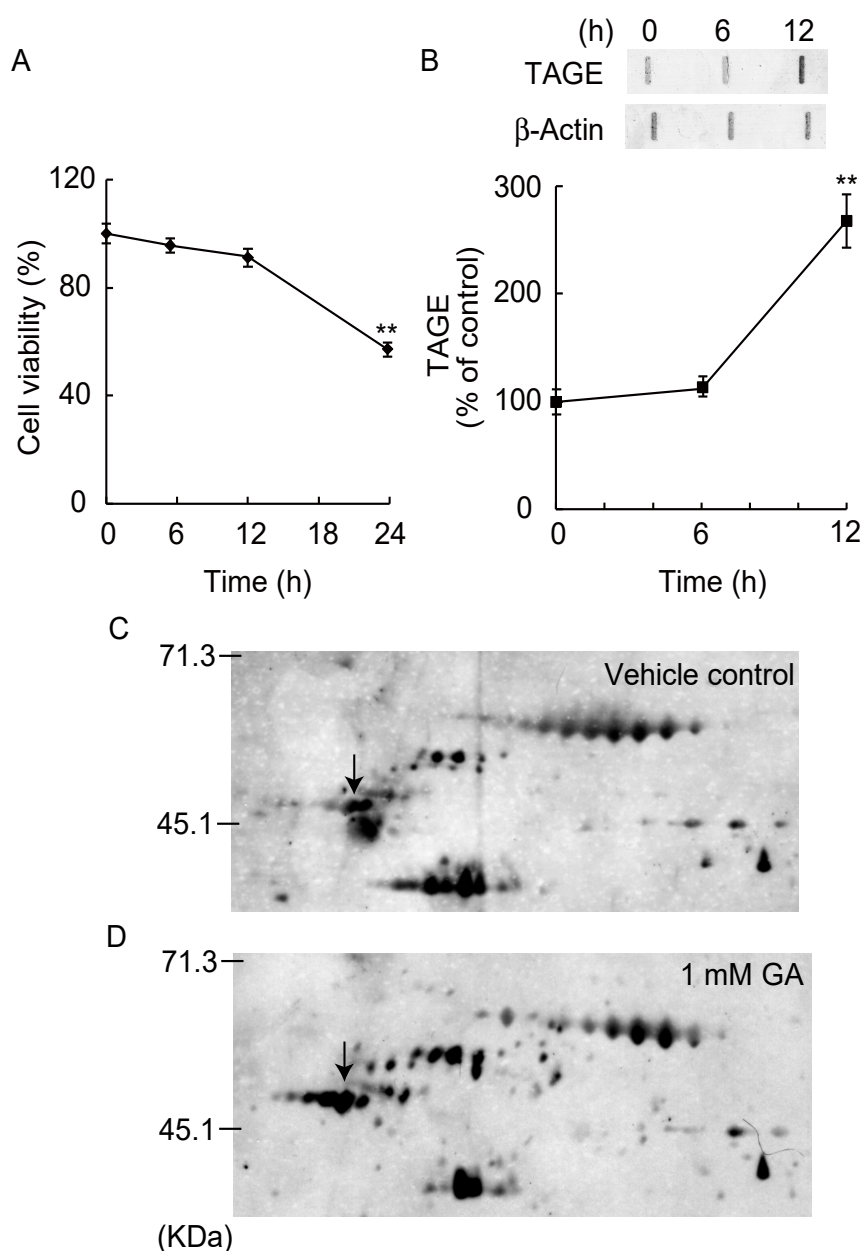 A
Cell viability (%)
120
80
40
0
0 6 12 18 24
Time (h)
**
B
(h) 0 6 12
TAGE
β-Actin
TAGE
(% of control)
300
200
100
0
0 6 12
Time (h)
**
C
71.3
45.1
Vehicle control
D
71.3
45.1
1 mM GA
(KDa)